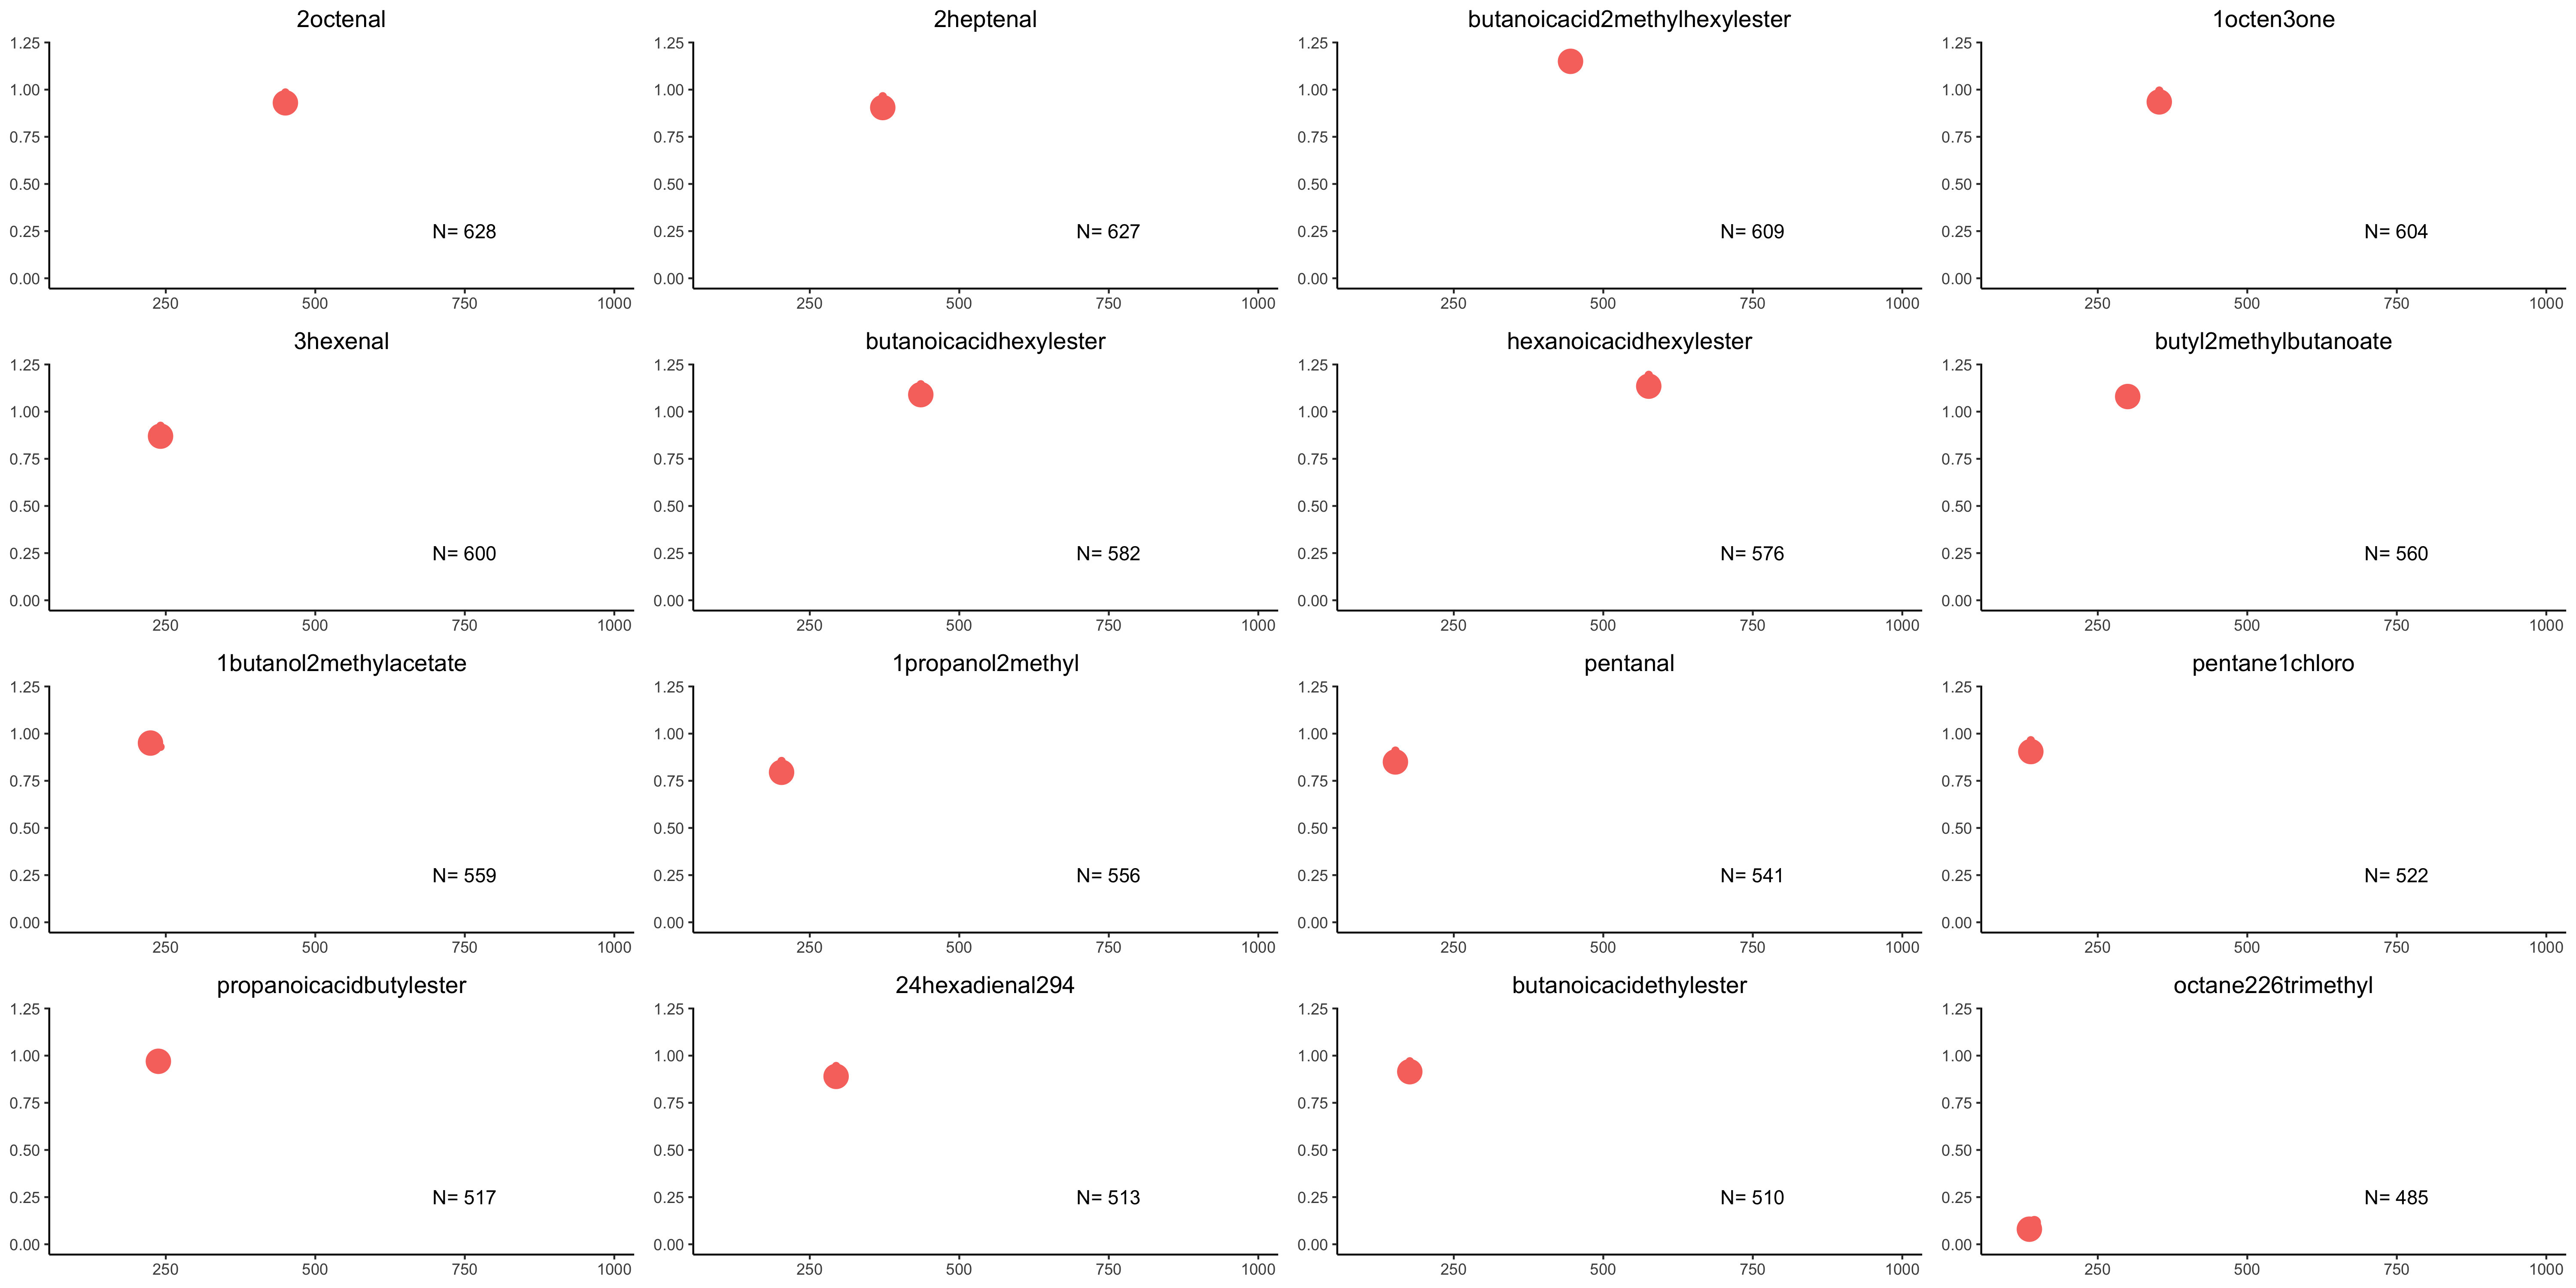 2octenal
1.25
1.00
0.75
0.50
0.25
0.00
N= 628
250 500 750 1000
2heptenal
1.25
1.00
0.75
0.50
0.25
0.00
N= 627
250 500 750 1000
butanoicacid2methylhexylester
1.25
1.00
0.75
0.50
0.25
0.00
N= 609
250 500 750 1000
1octen3one
1.25
1.00
0.75
0.50
0.25
0.00
N= 604
250 500 750 1000
3hexenal
1.25
1.00
0.75
0.50
0.25
0.00
N= 600
250 500 750 1000
butanoicacidhexylester
1.25
1.00
0.75
0.50
0.25
0.00
N= 582
250 500 750 1000
hexanoicacidhexylester
1.25
1.00
0.75
0.50
0.25
0.00
N= 576
250 500 750 1000
butyl2methylbutanoate
1.25
1.00
0.75
0.50
0.25
0.00
N= 560
250 500 750 1000
1butanol2methylacetate
1.25
1.00
0.75
0.50
0.25
0.00
N= 559
250 500 750 1000
1propanol2methyl
1.25
1.00
0.75
0.50
0.25
0.00
N= 556
250 500 750 1000
pentanal
1.25
1.00
0.75
0.50
0.25
0.00
N= 541
250 500 750 1000
pentane1chloro
1.25
1.00
0.75
0.50
0.25
0.00
N= 522
250 500 750 1000
propanoicacidbutylester
1.25
1.00
0.75
0.50
0.25
0.00
N= 517
250 500 750 1000
24hexadienal294
1.25
1.00
0.75
0.50
0.25
0.00
N= 513
250 500 750 1000
butanoicacidethylester
1.25
1.00
0.75
0.50
0.25
0.00
N= 510
250 500 750 1000
octane226trimethyl
1.25
1.00
0.75
0.50
0.25
0.00
N= 485
250 500 750 1000